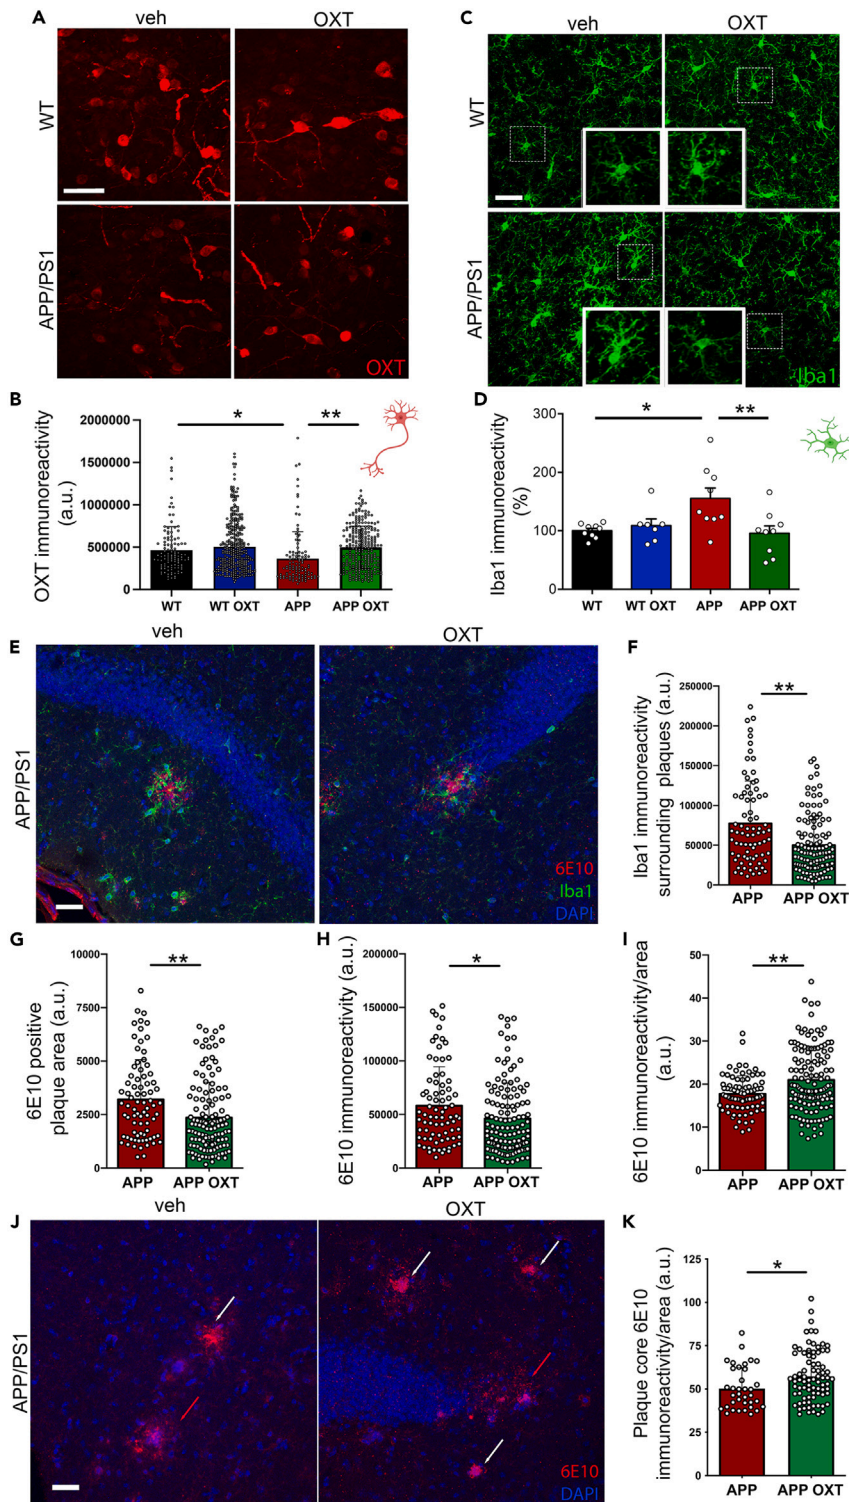 A
veh
OXT
WT
APP/PS1
OXT
C
veh
OXT
WT
APP/PS1
Iba1
B
OXT immunoreactivity
(a.u.)
2000000
1500000
1000000
500000
0
*
**
WT
WT OXT
APP
APP OXT
D
Iba1 immunoreactivity
(%)
300
200
100
0
*
**
WT
WT OXT
APP
APP OXT
E
veh
OXT
APP/PS1
6E10
Iba1
DAPI
F
Iba1 immunoreactivity
surrounding plaques (a.u.)
250000
200000
150000
100000
50000
0
**
APP
APP OXT
G
6E10 positive
plaque area (a.u.)
10000
7500
5000
2500
0
**
APP
APP OXT
H
6E10 immunoreactivity (a.u.)
200000
150000
100000
50000
0
*
APP
APP OXT
I
6E10 immunoreactivity/area
(a.u.)
50
40
30
20
10
0
**
APP
APP OXT
J
veh
OXT
APP/PS1
6E10
DAPI
K
Plaque core 6E10
immunoreactivity/area (a.u.)
125
100
75
50
25
0
*
APP
APP OXT